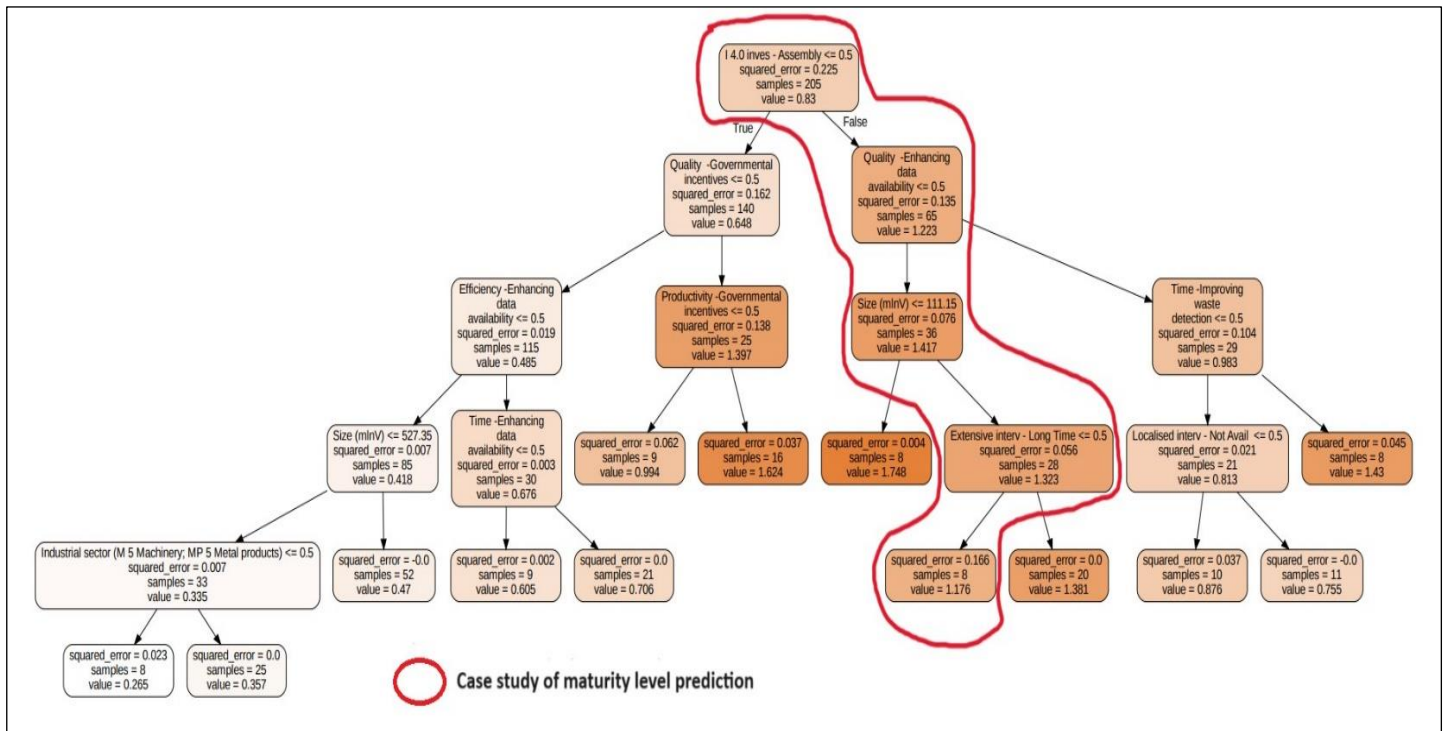 I 4.0 inves - Assembly <= 0.5
squared_error = 0.225
samples = 205
value = 0.83
True
False
Quality -Governmental
incentives <= 0.5
squared_error = 0.162
samples = 140
value = 0.648
Quality -Enhancing
data
availability <= 0.5
squared_error = 0.135
samples = 65
value = 1.223
Efficiency -Enhancing
data
availability <= 0.5
squared_error = 0.019
samples = 115
value = 0.485
Productivity -Governmental
incentives <= 0.5
squared_error = 0.138
samples = 25
value = 1.397
Size (mlnV) <= 111.15
squared_error = 0.076
samples = 36
value = 1.417
Time -Improving
waste
detection <= 0.5
squared_error = 0.104
samples = 29
value = 0.983
Size (mlnV) <= 527.35
squared_error = 0.007
samples = 85
value = 0.418
Time -Enhancing
data
availability <= 0.5
squared_error = 0.003
samples = 30
value = 0.676
squared_error = 0.062
samples = 9
value = 0.994
squared_error = 0.037
samples = 16
value = 1.624
squared_error = 0.004
samples = 8
value = 1.748
Extensive interv - Long Time <= 0.5
squared_error = 0.056
samples = 28
value = 1.323
Localised interv - Not Avail <= 0.5
squared_error = 0.021
samples = 21
value = 0.813
squared_error = 0.045
samples = 8
value = 1.43
Industrial sector (M 5 Machinery; MP 5 Metal products) <= 0.5
squared_error = 0.007
samples = 33
value = 0.335
squared_error = -0.0
samples = 52
value = 0.47
squared_error = 0.002
samples = 9
value = 0.605
squared_error = 0.0
samples = 21
value = 0.706
squared_error = 0.166
samples = 8
value = 1.176
squared_error = 0.0
samples = 20
value = 1.381
squared_error = 0.037
samples = 10
value = 0.876
squared_error = -0.0
samples = 11
value = 0.755
squared_error = 0.023
samples = 8
value = 0.265
squared_error = 0.0
samples = 25
value = 0.357
Case study of maturity level prediction